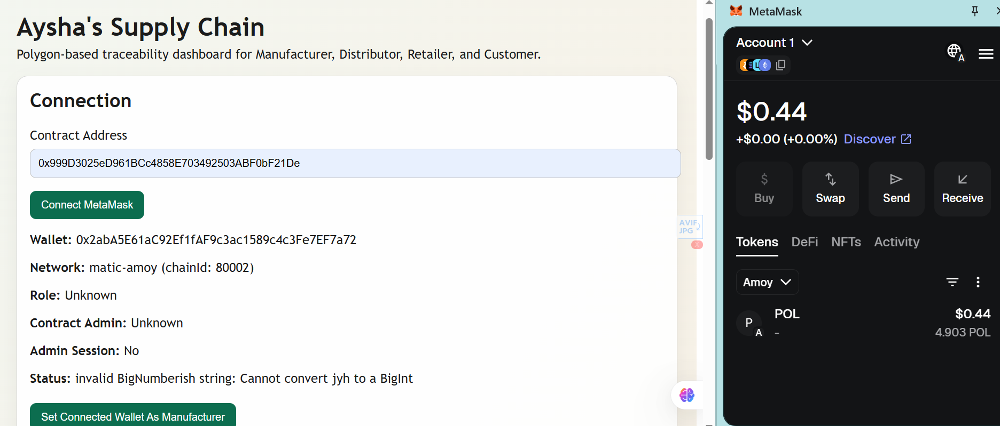 Aysha's Supply Chain
Polygon-based traceability dashboard for Manufacturer, Distributor, Retailer, and Customer.
Connection
Contract Address
0x999D3025eD961BCc4858E703492503ABF0bF21De
Connect MetaMask
Wallet: 0x2abA5E61aC92Ef1fAF9c3ac1589c4c3Fe7EF7a72
Network: matic-amoy (chainId: 80002)
Role: Unknown
Contract Admin: Unknown
Admin Session: No
Status: invalid BigNumberish string: Cannot convert jyh to a BigInt
Set Connected Wallet As Manufacturer
AVIF
JPG
X
MetaMask
Account 1
A
$0.44
+$0.00 (+0.00%) Discover
$
Buy
Swap
Send
Receive
Tokens DeFi NFTs Activity
Amoy
P
A
POL $0.44
- 4.903 POL